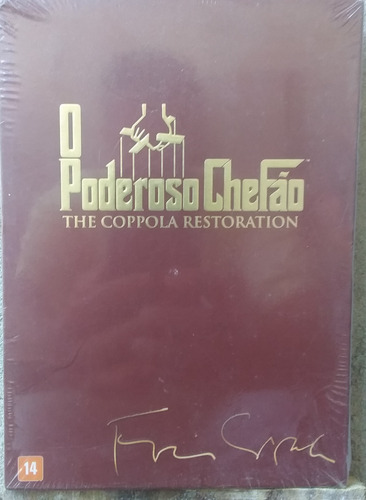 O
Poderoso Chefão
THE COPPOLA RESTORATION
14